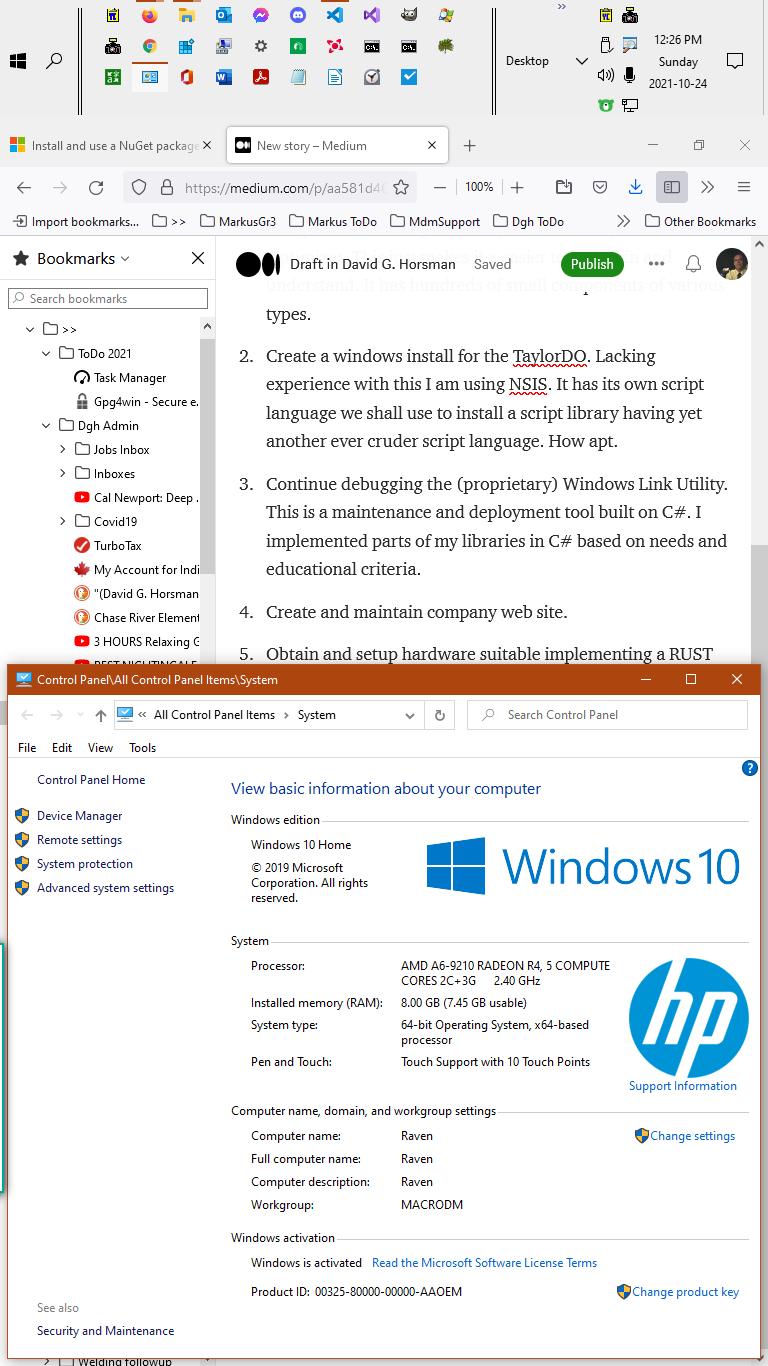 12:26 PM
Desktop
Sunday
2021-10-24
Install and use a NuGet package
New story – Medium
https://medium.com/p/aa581d4
100%
Import bookmarks...
>>
MarkusGr3
Markus ToDo
MdmSupport
Dgh ToDo
Other Bookmarks
Bookmarks
Draft in David G. Horsman
Saved
Publish
Search bookmarks
understand. It has hundreds of small components of various
types.
>>
ToDo 2021
Task Manager
Gpg4win - Secure e.
Dgh Admin
Jobs Inbox
Inboxes
Cal Newport: Deep .
Covid19
TurboTax
My Account for Indi
"(David G. Horsman
Chase River Element
3 HOURS Relaxing G
2. Create a windows install for the TaylorDO. Lacking
experience with this I am using NSIS. It has its own script
language we shall use to install a script library having yet
another ever cruder script language. How apt.
3. Continue debugging the (proprietary) Windows Link Utility.
This is a maintenance and deployment tool built on C#. I
implemented parts of my libraries in C# based on needs and
educational criteria.
4. Create and maintain company web site.
5. Obtain and setup hardware suitable implementing a RUST
Control Panel\All Control Panel Items\System
All Control Panel Items
System
Search Control Panel
File Edit View Tools
Control Panel Home
Device Manager
Remote settings
System protection
Advanced system settings
View basic information about your computer
Windows edition
Windows 10 Home
© 2019 Microsoft
Corporation. All rights
reserved.
Windows 10
System
Processor: AMD A6-9210 RADEON R4, 5 COMPUTE
CORES 2C+3G 2.40 GHz
Installed memory (RAM): 8.00 GB (7.45 GB usable)
System type: 64-bit Operating System, x64-based
processor
Pen and Touch: Touch Support with 10 Touch Points
hp
Support Information
Computer name, domain, and workgroup settings
Computer name: Raven
Change settings
Full computer name: Raven
Computer description: Raven
Workgroup: MACRODM
Windows activation
Windows is activated Read the Microsoft Software License Terms
Product ID: 00325-80000-00000-AAOEM
Change product key
See also
Security and Maintenance
Welding followup